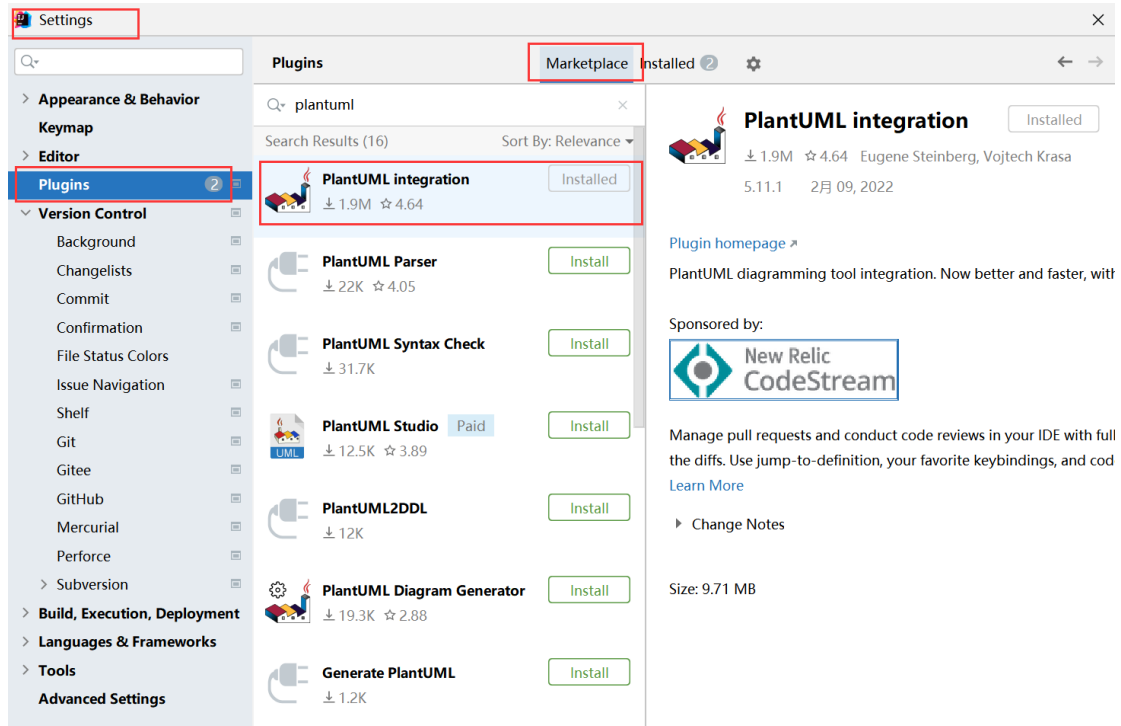 Settings
Plugins
Marketplace
Installed 2
Appearance & Behavior
Keymap
Editor
Plugins 2
Version Control
Background
Changelists
Commit
Confirmation
File Status Colors
Issue Navigation
Shelf
Git
Gitee
GitHub
Mercurial
Perforce
Subversion
Build, Execution, Deployment
Languages & Frameworks
Tools
Advanced Settings
plantuml
Search Results (16)
Sort By: Relevance
PlantUML integration
Installed
1.9M 4.64
PlantUML Parser
Install
22K 4.05
PlantUML Syntax Check
Install
31.7K
UML
PlantUML Studio Paid
Install
12.5K 3.89
PlantUML2DDL
Install
12K
PlantUML Diagram Generator
Install
19.3K 2.88
Generate PlantUML
Install
1.2K
PlantUML integration
Installed
1.9M 4.64 Eugene Steinberg, Vojtech Krasa
5.11.1 2月 09, 2022
Plugin homepage
PlantUML diagramming tool integration. Now better and faster, with
Sponsored by:
New Relic
CodeStream
Manage pull requests and conduct code reviews in your IDE with full
the diffs. Use jump-to-definition, your favorite keybindings, and cod
Learn More
Change Notes
Size: 9.71 MB